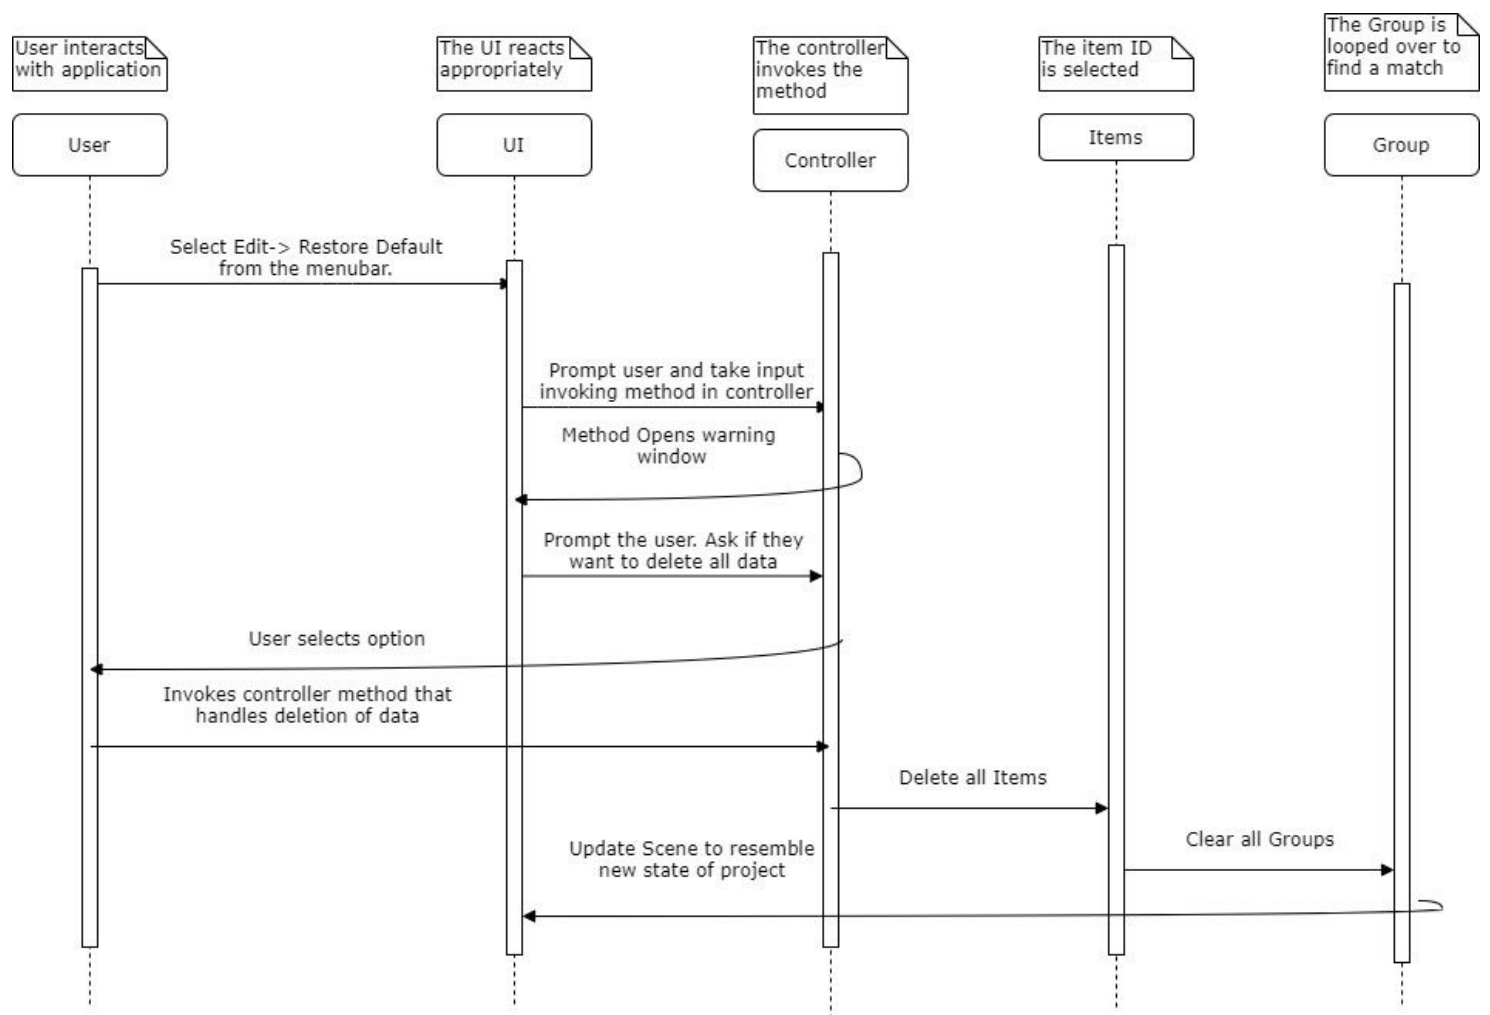 User interacts
with application
The UI reacts
appropriately
The controller
invokes the
method
The item ID
is selected
The Group is
looped over to
find a match
User
UI
Controller
Items
Group
Select Edit-> Restore Default
from the menubar.
Prompt user and take input
invoking method in controller
Method Opens warning
window
Prompt the user. Ask if they
want to delete all data
User selects option
Invokes controller method that
handles deletion of data
Delete all Items
Clear all Groups
Update Scene to resemble
new state of project